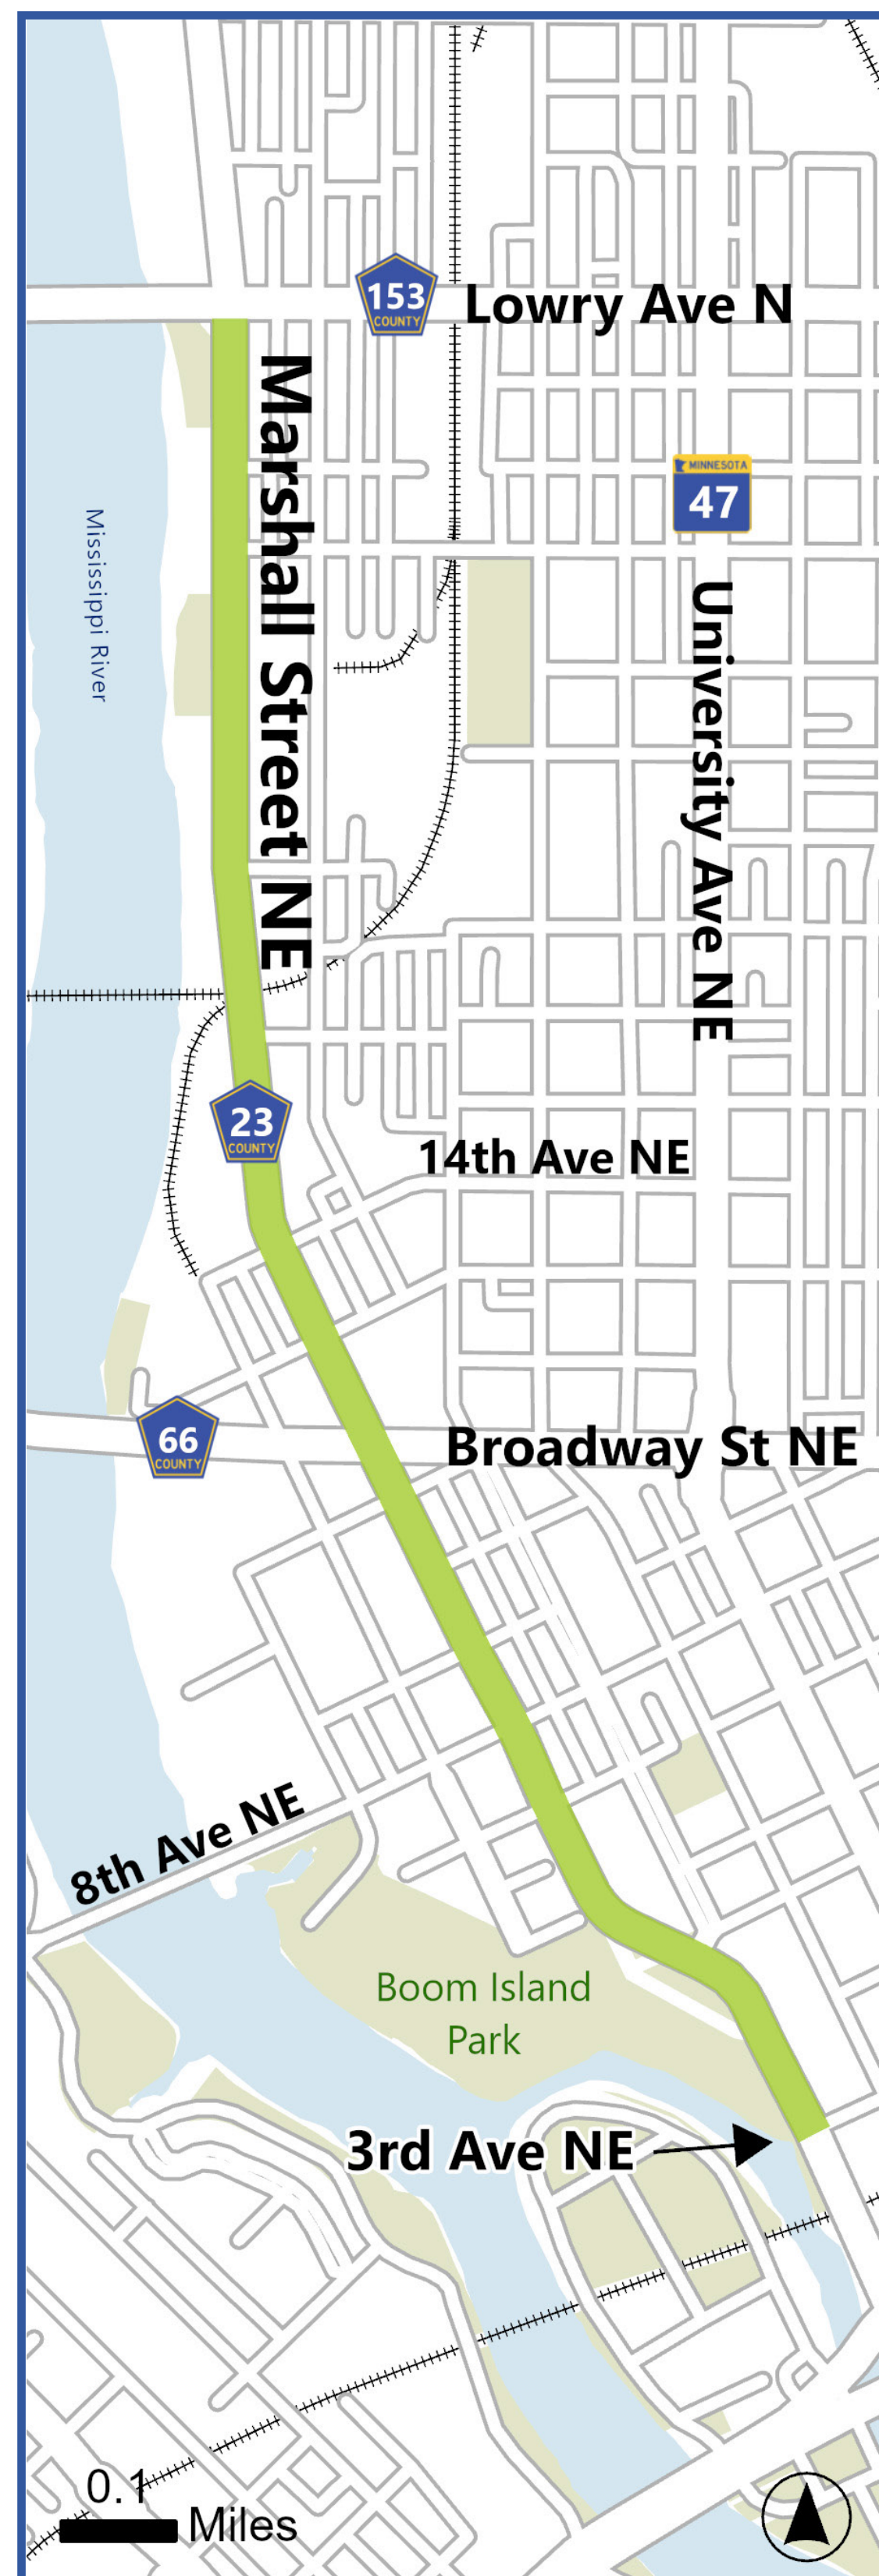 153
COUNTY
Lowry Ave N
Marshall Street NE
MINNESOTA
47
Mississippi River
University Ave NE
23
COUNTY
14th Ave NE
66
COUNTY
Broadway St NE
8th Ave NE
Boom Island
Park
3rd Ave NE
0.1
Miles